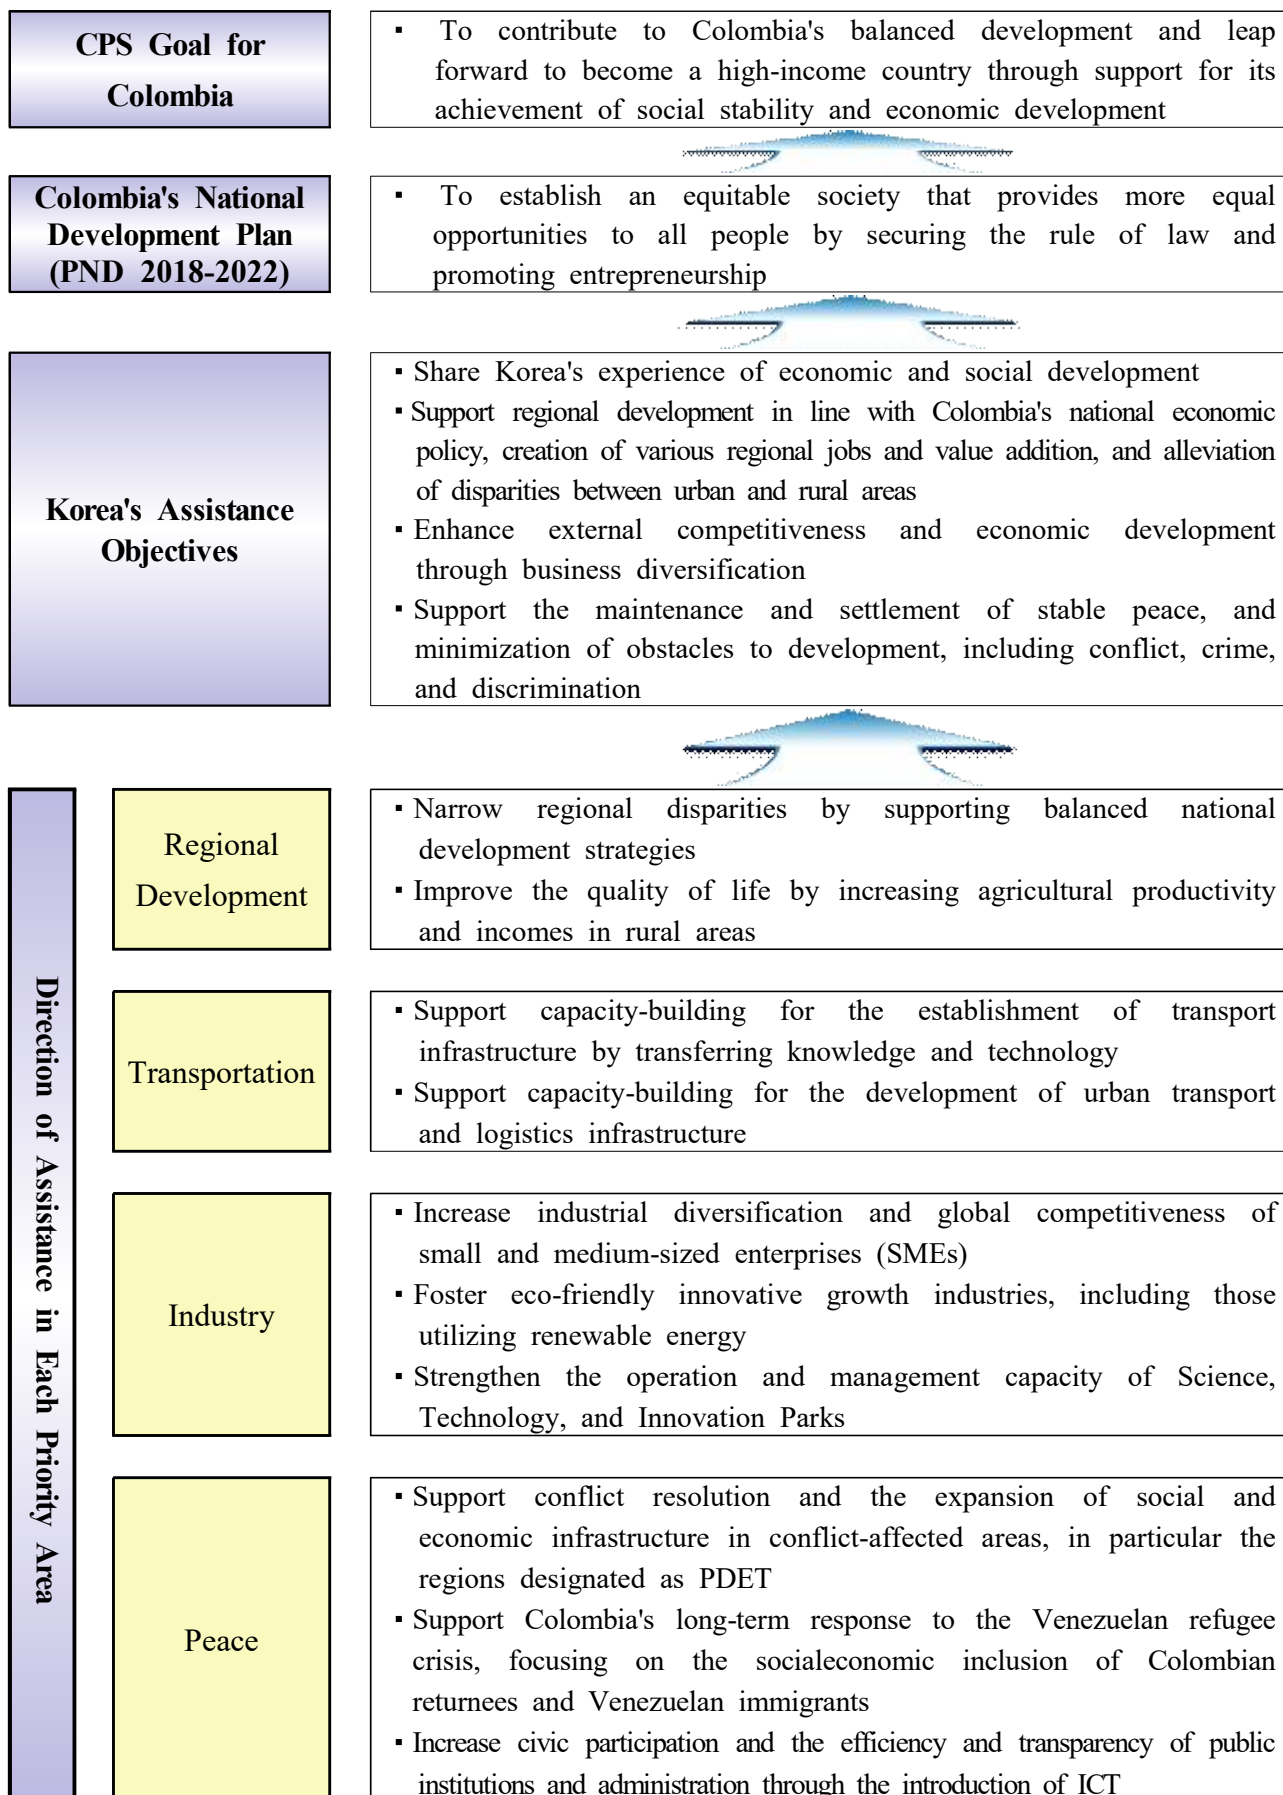 CPS Goal for
Colombia
▪ To contribute to Colombia's balanced development and leap
forward to become a high-income country through support for its
achievement of social stability and economic development
Colombia's National
Development Plan
(PND 2018-2022)
▪ To establish an equitable society that provides more equal
opportunities to all people by securing the rule of law and
promoting entrepreneurship
Korea's Assistance
Objectives
▪ Share Korea's experience of economic and social development
▪ Support regional development in line with Colombia's national economic
policy, creation of various regional jobs and value addition, and alleviation
of disparities between urban and rural areas
▪ Enhance external competitiveness and economic development
through business diversification
▪ Support the maintenance and settlement of stable peace, and
minimization of obstacles to development, including conflict, crime,
and discrimination
Direction of Assistance in Each Priority Area
Regional
Development
▪ Narrow regional disparities by supporting balanced national
development strategies
▪ Improve the quality of life by increasing agricultural productivity
and incomes in rural areas
Transportation
▪ Support capacity-building for the establishment of transport
infrastructure by transferring knowledge and technology
▪ Support capacity-building for the development of urban transport
and logistics infrastructure
Industry
▪ Increase industrial diversification and global competitiveness of
small and medium-sized enterprises (SMEs)
▪ Foster eco-friendly innovative growth industries, including those
utilizing renewable energy
▪ Strengthen the operation and management capacity of Science,
Technology, and Innovation Parks
Peace
▪ Support conflict resolution and the expansion of social and
economic infrastructure in conflict-affected areas, in particular the
regions designated as PDET
▪ Support Colombia's long-term response to the Venezuelan refugee
crisis, focusing on the socialeconomic inclusion of Colombian
returnees and Venezuelan immigrants
▪ Increase civic participation and the efficiency and transparency of public
institutions and administration through the introduction of ICT